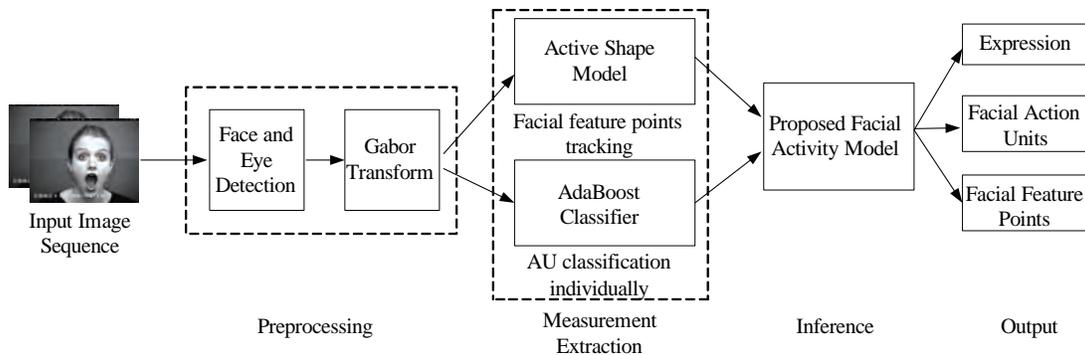 Input Image
Sequence
Face and
Eye
Detection
Gabor
Transform
Preprocessing
Active Shape
Model
Facial feature points
tracking
AdaBoost
Classifier
AU classification
individually
Measurement
Extraction
Proposed Facial
Activity Model
Inference
Expression
Facial Action
Units
Facial Feature
Points
Output